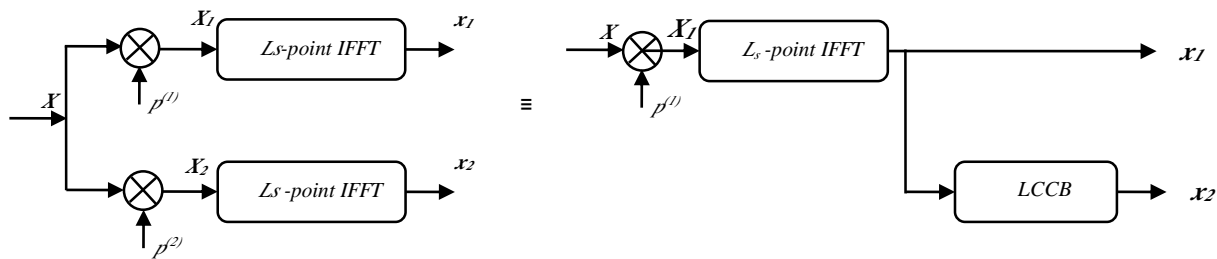 X₁
Ls-point IFFT
x₁
X
p⁽¹⁾
X₂
Ls -point IFFT
x₂
p⁽²⁾
≡
X
X₁
Lₛ -point IFFT
x₁
p⁽¹⁾
LCCB
x₂